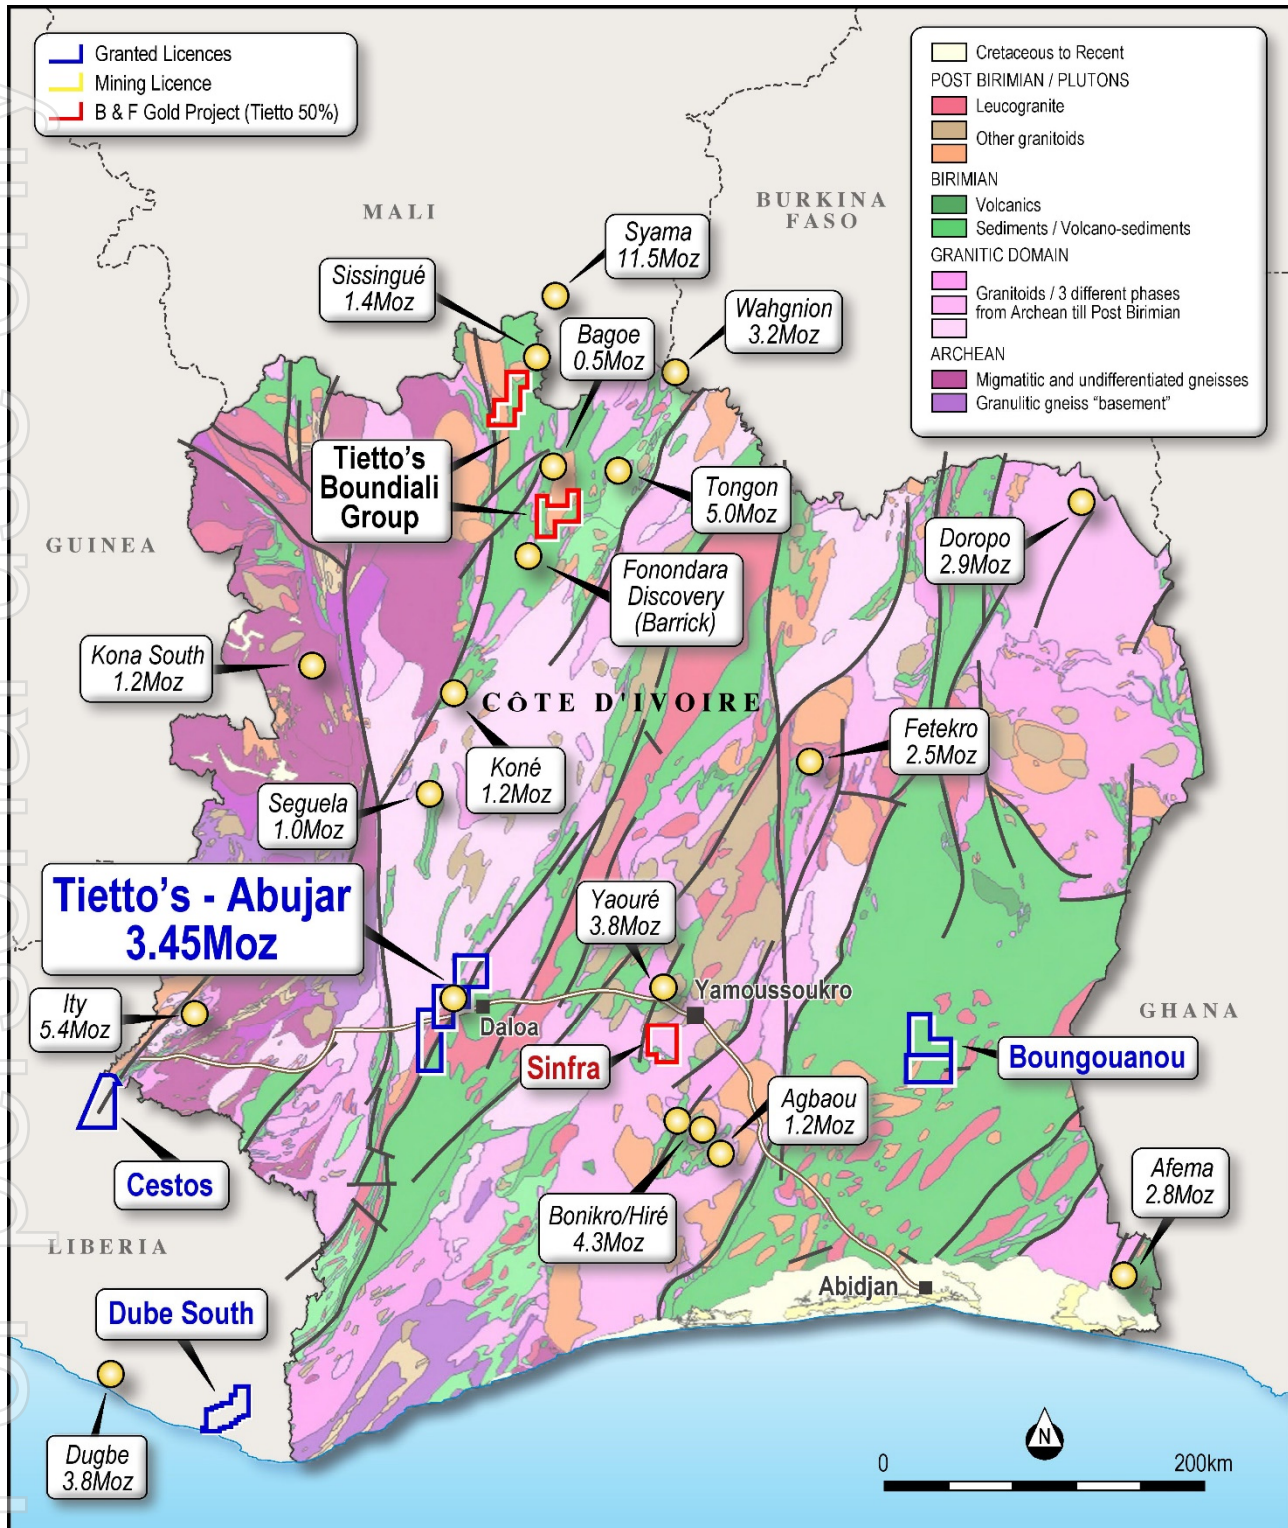 Granted Licences
Mining Licence
B & F Gold Project (Tietto 50%)
Cretaceous to Recent
POST BIRIMIAN / PLUTONS
Leucogranite
Other granitoids
BIRIMIAN
Volcanics
Sediments / Volcano-sediments
GRANITIC DOMAIN
Granitoids / 3 different phases
from Archean till Post Birimian
ARCHEAN
Migmatitic and undifferentiated gneisses
Granulitic gneiss “basement”
MALI
BURKINA
FASO
Syama
11.5Moz
Sissingué
1.4Moz
Wahgnion
3.2Moz
Bagoe
0.5Moz
Tietto's
Boundiali
Group
Tongon
5.0Moz
GUINEA
Doropo
2.9Moz
Fonondara
Discovery
(Barrick)
Kona South
1.2Moz
CÔTE D'IVOIRE
Fetekro
2.5Moz
Koné
1.2Moz
Seguela
1.0Moz
Tietto's - Abujar
3.45Moz
Yaouré
3.8Moz
Yamoussoukro
Ity
5.4Moz
GHANA
Daloa
Sinfra
Boungouanou
Agbaou
1.2Moz
Cestos
Afema
2.8Moz
Bonikro/Hiré
4.3Moz
LIBERIA
Abidjan
Dube South
Dugbe
3.8Moz
N
0 200km
For personal use only